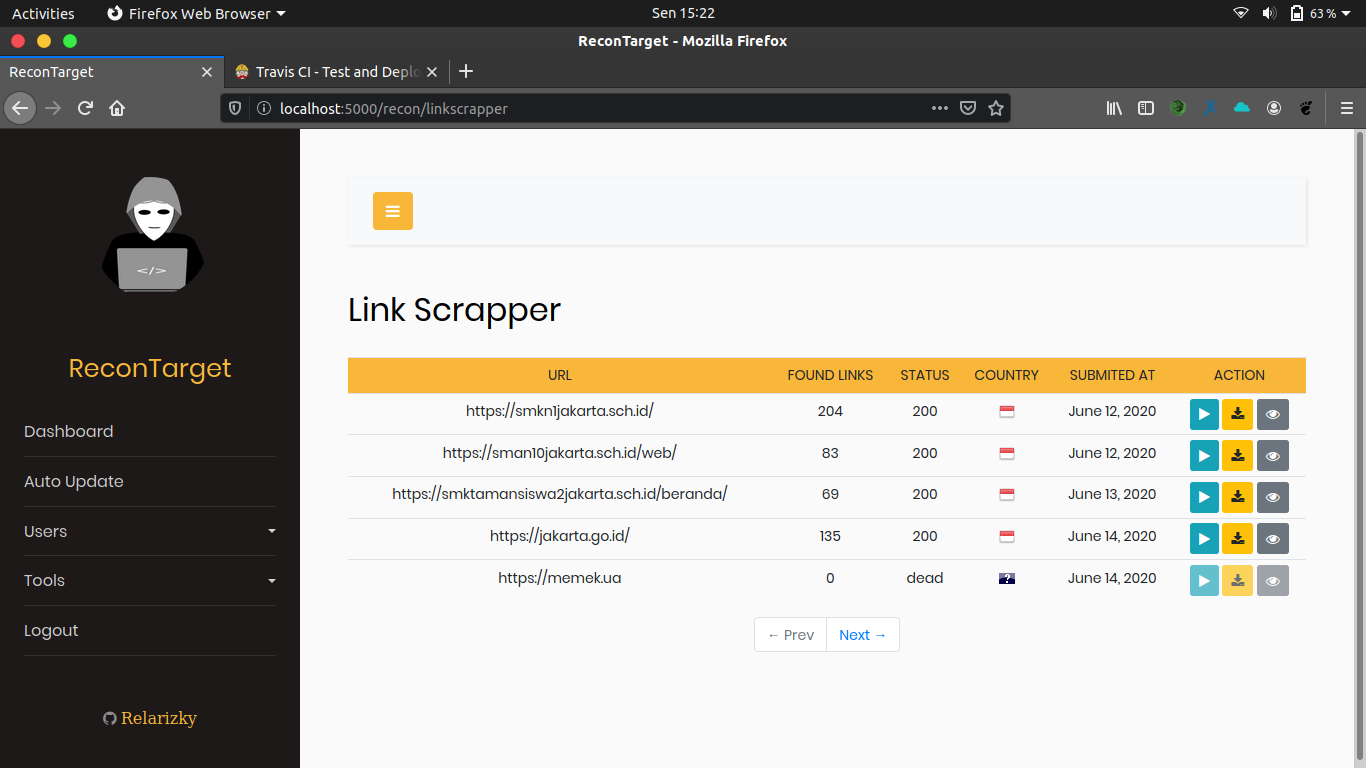 Activities Firefox Web Browser Sen 15:22 63 %
ReconTarget - Mozilla Firefox
ReconTarget Travis CI - Test and Deplo
localhost:5000/recon/linkscrapper
</>
ReconTarget
Dashboard
Auto Update
Users
Tools
Logout
Relarizky
Link Scrapper
URL FOUND LINKS STATUS COUNTRY SUBMITED AT ACTION
https://smkn1jakarta.sch.id/ 204 200 June 12, 2020
https://sman10jakarta.sch.id/web/ 83 200 June 12, 2020
https://smktamansiswa2jakarta.sch.id/beranda/ 69 200 June 13, 2020
https://jakarta.go.id/ 135 200 June 14, 2020
https://memek.ua 0 dead ? June 14, 2020
← Prev Next →